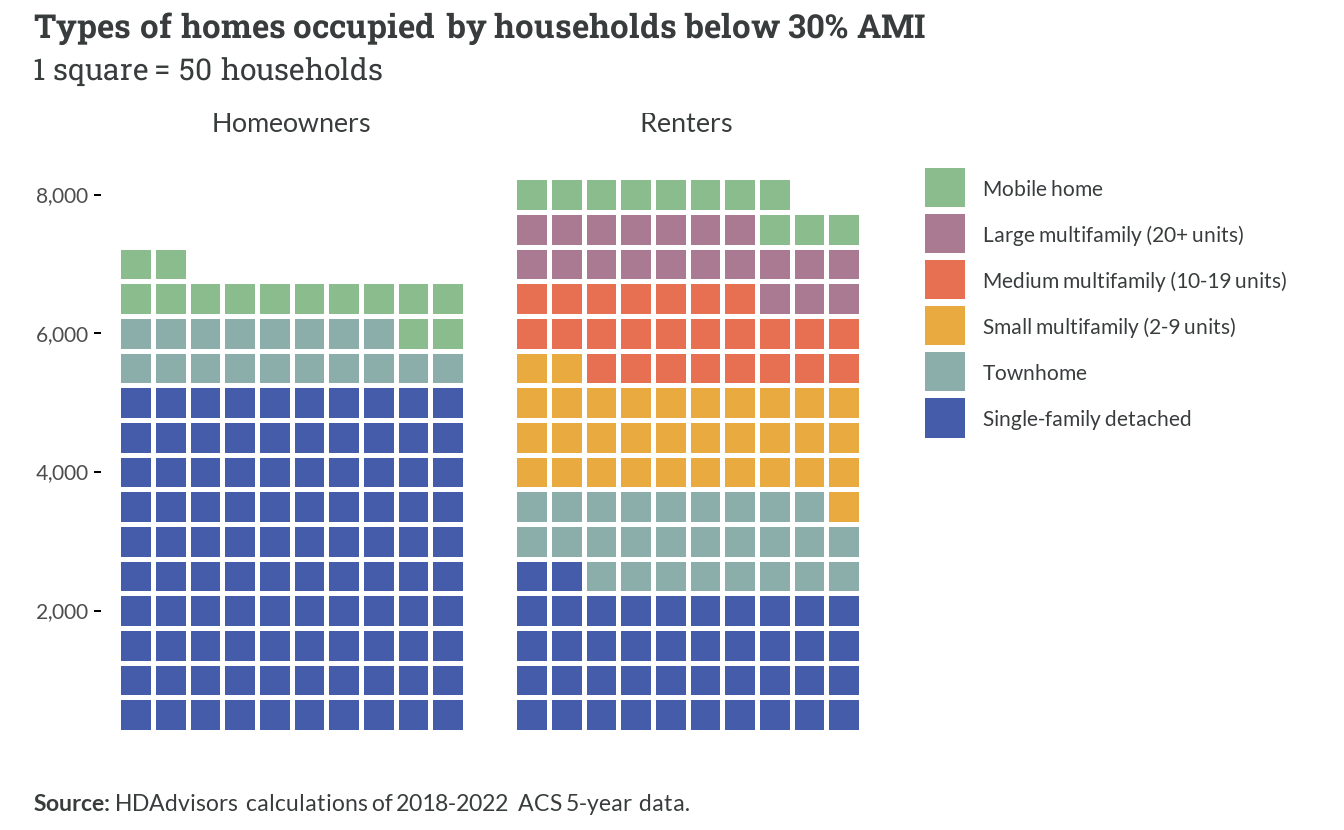 Types of homes occupied by households below 30% AMI
1 square = 50 households
Homeowners
Renters
8,000
6,000
4,000
2,000
Mobile home
Large multifamily (20+ units)
Medium multifamily (10-19 units)
Small multifamily (2-9 units)
Townhome
Single-family detached
Source: HDAdvisors calculations of 2018-2022 ACS 5-year data.